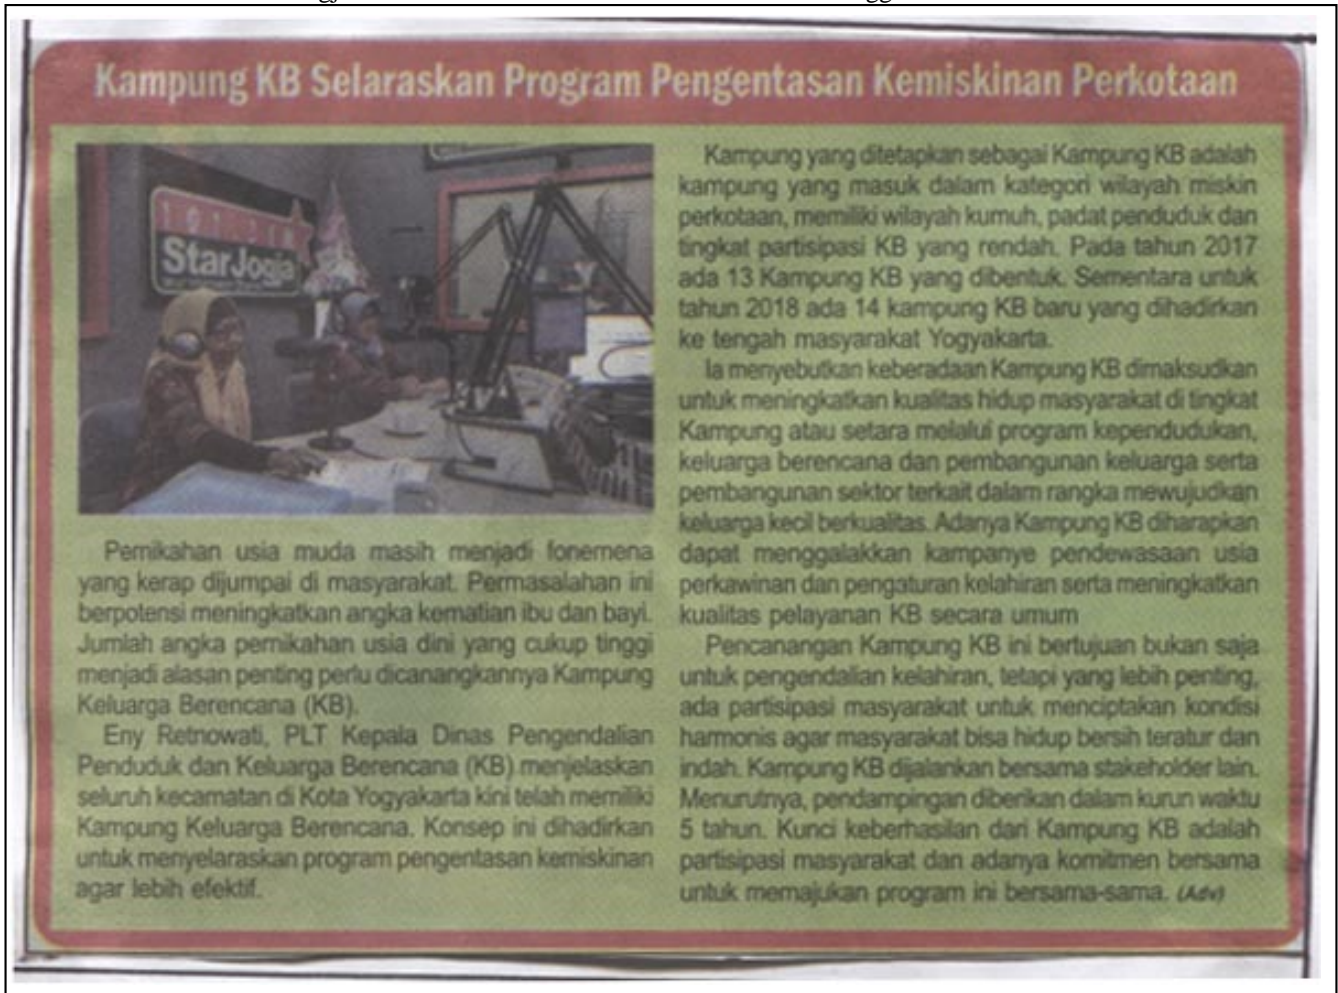 Kampung KB Selaraskan Program Pengentasan Kemiskinan Perkotaan
101.3 FM
StarJogja
Pernikahan usia muda masih menjadi fonemena
yang kerap dijumpai di masyarakat. Permasalahan ini
berpotensi meningkatkan angka kematian ibu dan bayi.
Jumlah angka pernikahan usia dini yang cukup tinggi
menjadi alasan penting perlu dicanangkannya Kampung
Keluarga Berencana (KB).
Eny Retnowati, PLT Kepala Dinas Pengendalian
Penduduk dan Keluarga Berencana (KB) menjelaskan
seluruh kecamatan di Kota Yogyakarta kini telah memiliki
Kampung Keluarga Berencana. Konsep ini dihadirkan
untuk menyelaraskan program pengentasan kemiskinan
agar lebih efektif.
Kampung yang ditetapkan sebagai Kampung KB adalah
kampung yang masuk dalam kategori wilayah miskin
perkotaan, memiliki wilayah kumuh, padat penduduk dan
tingkat partisipasi KB yang rendah. Pada tahun 2017
ada 13 Kampung KB yang dibentuk. Sementara untuk
tahun 2018 ada 14 kampung KB baru yang dihadirkan
ke tengah masyarakat Yogyakarta.
Ia menyebutkan keberadaan Kampung KB dimaksudkan
untuk meningkatkan kualitas hidup masyarakat di tingkat
Kampung atau setara melalui program kependudukan,
keluarga berencana dan pembangunan keluarga serta
pembangunan sektor terkait dalam rangka mewujudkan
keluarga kecil berkualitas. Adanya Kampung KB diharapkan
dapat menggalakkan kampanye pendewasaan usia
perkawinan dan pengaturan kelahiran serta meningkatkan
kualitas pelayanan KB secara umum
Pencanangan Kampung KB ini bertujuan bukan saja
untuk pengendalian kelahiran, tetapi yang lebih penting,
ada partisipasi masyarakat untuk menciptakan kondisi
harmonis agar masyarakat bisa hidup bersih teratur dan
indah. Kampung KB dijalankan bersama stakeholder lain.
Menurutnya, pendampingan diberikan dalam kurun waktu
5 tahun. Kunci keberhasilan dari Kampung KB adalah
partisipasi masyarakat dan adanya komitmen bersama
untuk memajukan program ini bersama-sama. (Adv)